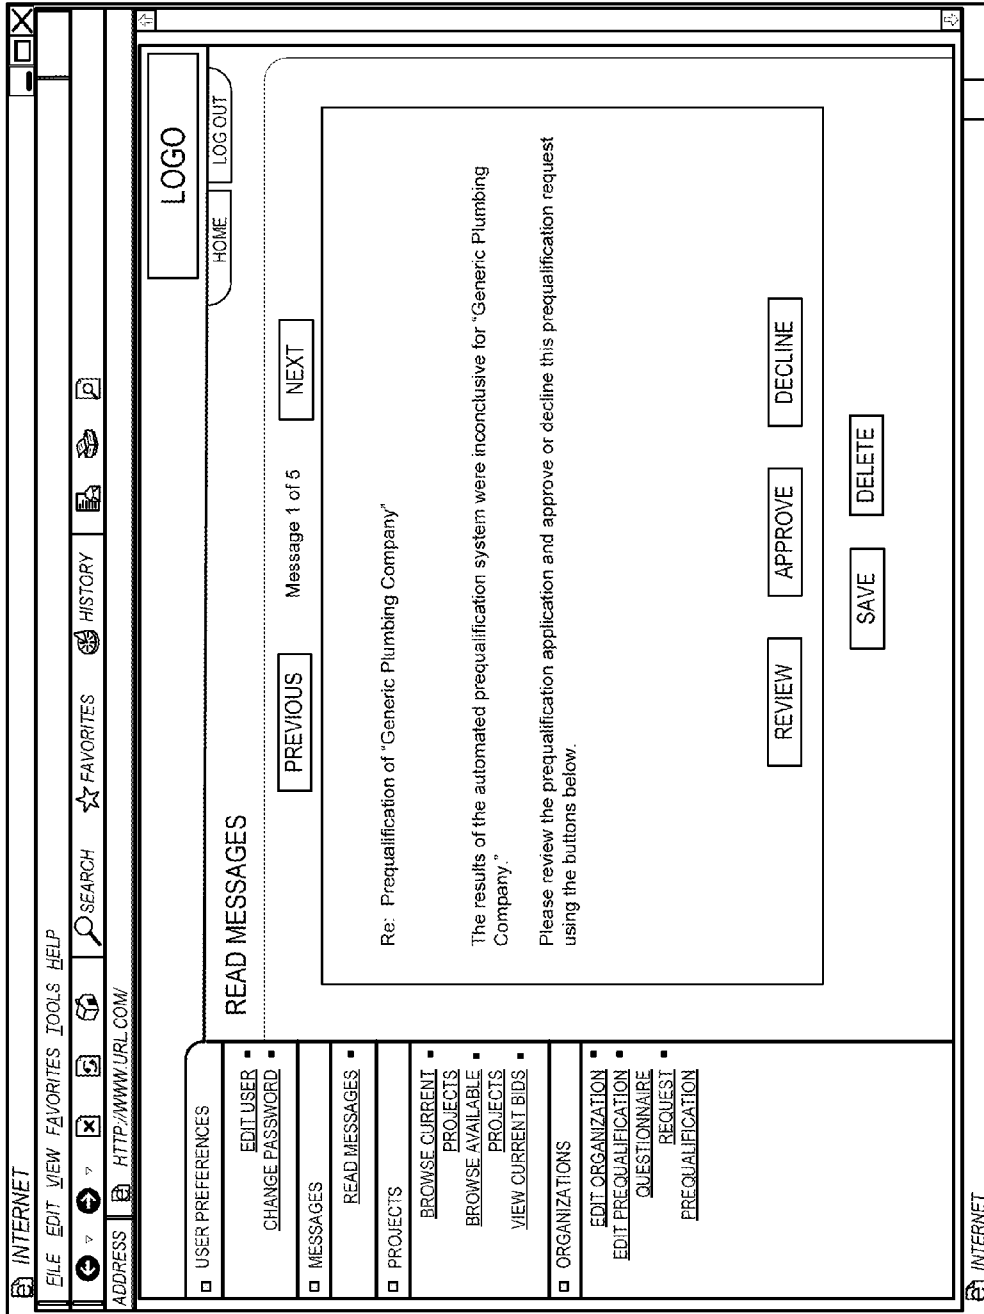 INTERNET
FILE EDIT VIEW FAVORITES TOOLS HELP
SEARCH FAVORITES HISTORY
ADDRESS HTTP://WWW.URL.COM/
LOGO
HOME LOG OUT
USER PREFERENCES
EDIT USER
CHANGE PASSWORD
MESSAGES
READ MESSAGES
PROJECTS
BROWSE CURRENT
PROJECTS
BROWSE AVAILABLE
PROJECTS
VIEW CURRENT BIDS
ORGANIZATIONS
EDIT ORGANIZATION
EDIT PREQUALIFICATION
QUESTIONNAIRE
REQUEST
PREQUALIFICATION
READ MESSAGES
PREVIOUS Message 1 of 5 NEXT
Re: Prequalification of “Generic Plumbing Company”
The results of the automated prequalification system were inconclusive for “Generic Plumbing
Company.”
Please review the prequalification application and approve or decline this prequalification request
using the buttons below.
REVIEW APPROVE DECLINE
SAVE DELETE
INTERNET